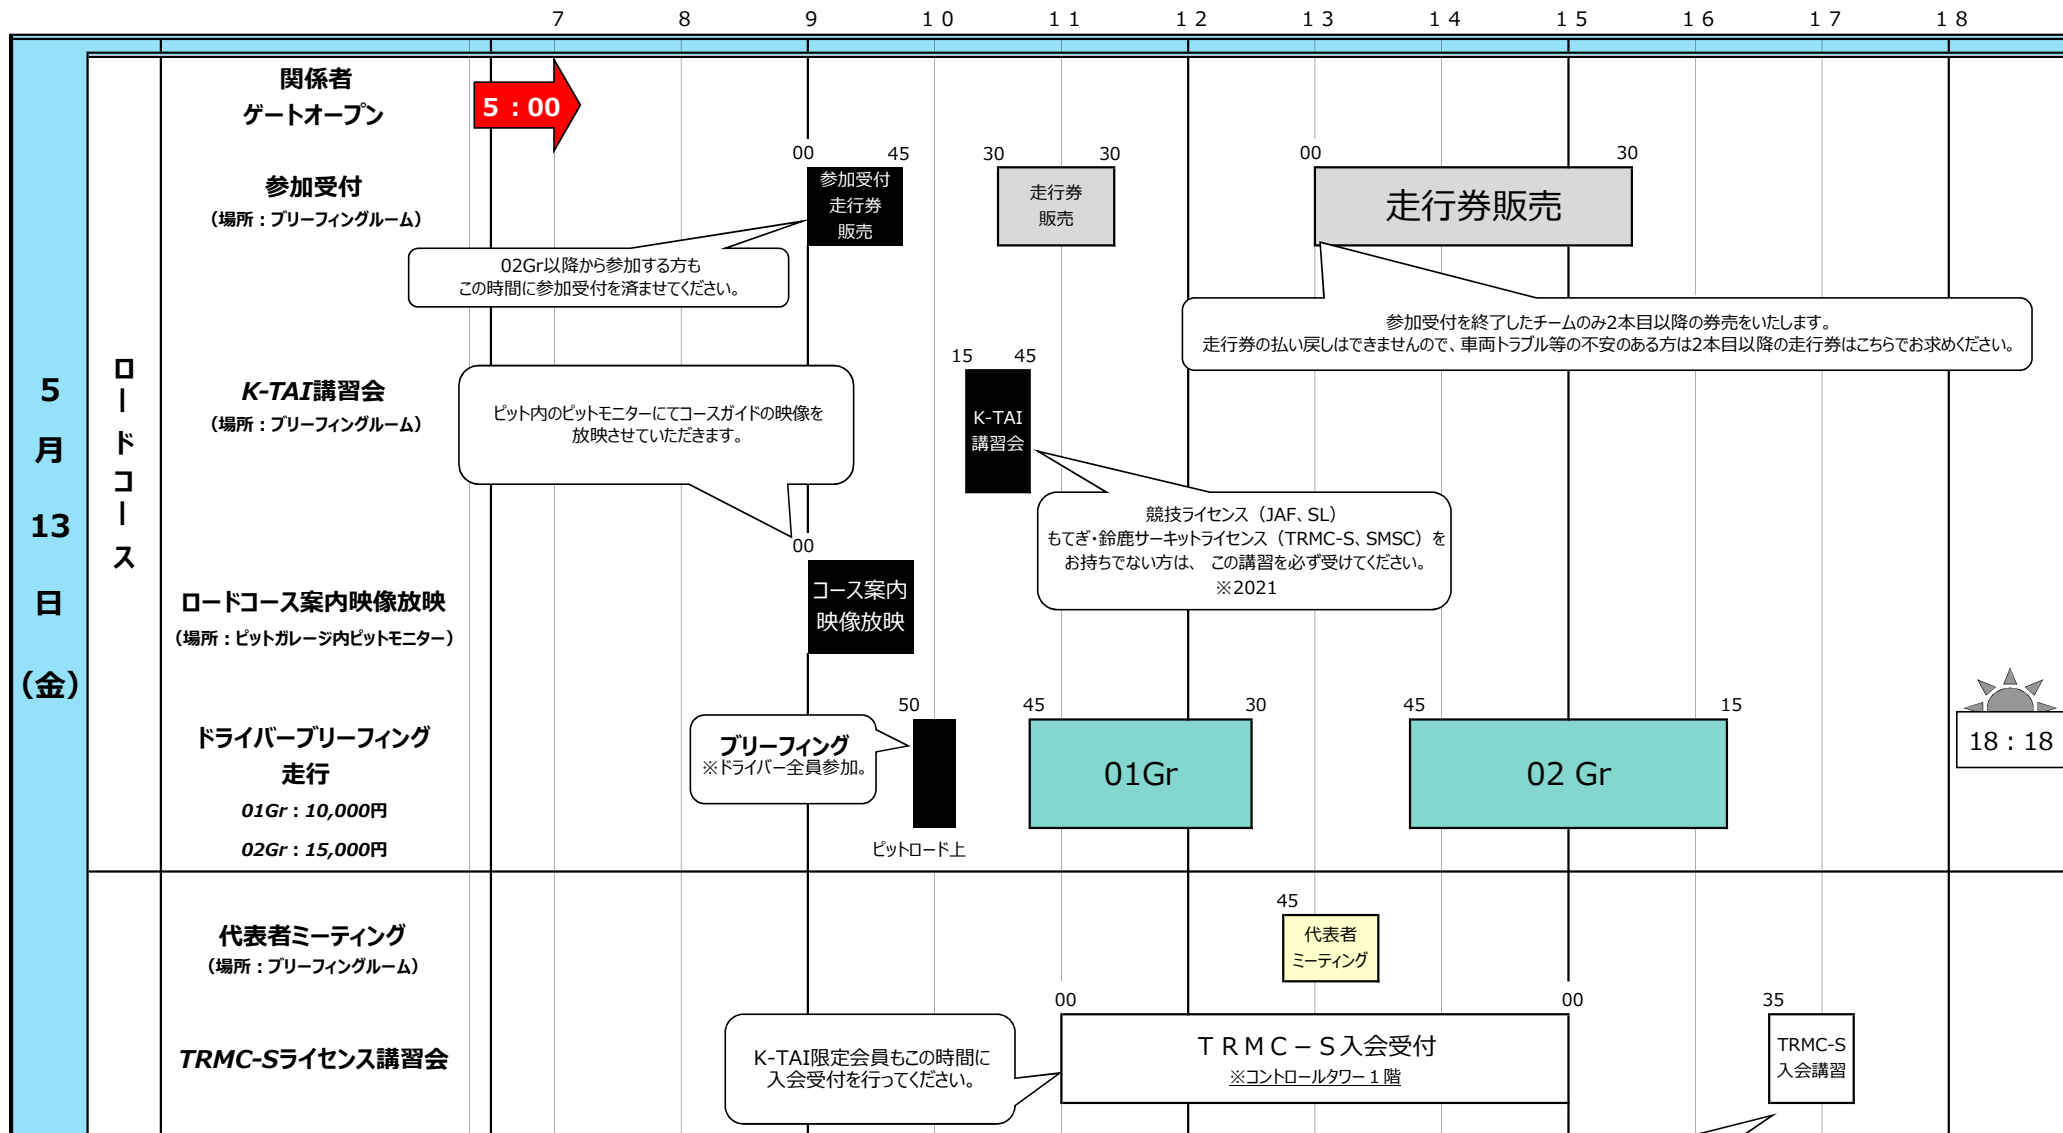 7 8 9 10 11 12 13 14 15 16 17 18
5月13日(金)
ロードコース
関係者
ゲートオープン
5：00
00 45 30 30 00 30
参加受付
（場所：ブリーフィングルーム）
参加受付
走行券
販売
走行券
販売
走行券販売
02Gr以降から参加する方も
この時間に参加受付を済ませてください。
参加受付を終了したチームのみ2本目以降の券売をいたします。
走行券の払い戻しはできませんので、車両トラブル等の不安のある方は2本目以降の走行券はこちらでお求めください。
15 45
K-TAI講習会
（場所：ブリーフィングルーム）
K-TAI
講習会
ピット内のピットモニターにてコースガイドの映像を
放映させていただきます。
競技ライセンス（JAF、SL）
もてぎ・鈴鹿サーキットライセンス（TRMC-S、SMSC）を
お持ちでない方は、 この講習を必ず受けてください。
※2021
00
ロードコース案内映像放映
（場所：ピットガレージ内ピットモニター）
コース案内
映像放映
50 45 30 45 15
ドライバーブリーフィング
走行
01Gr：10,000円
02Gr：15,000円
ブリーフィング
※ドライバー全員参加。
ピットロード上
01Gr
02 Gr
18：18
45
代表者ミーティング
（場所：ブリーフィングルーム）
代表者
ミーティング
00 00 35
TRMC-Sライセンス講習会
K-TAI限定会員もこの時間に
入会受付を行ってください。
ＴＲＭＣ－Ｓ入会受付
※コントロールタワー１階
TRMC-S
入会講習